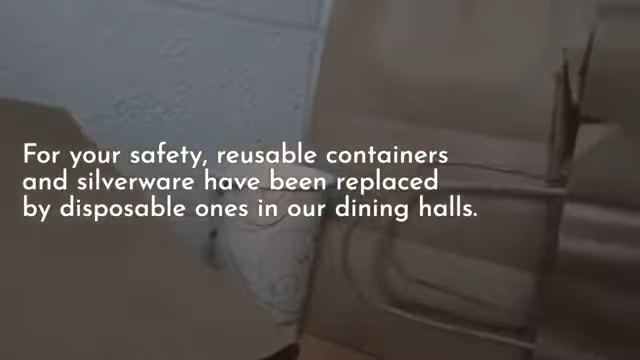 For your safety, reusable containers
and silverware have been replaced
by disposable ones in our dining halls.